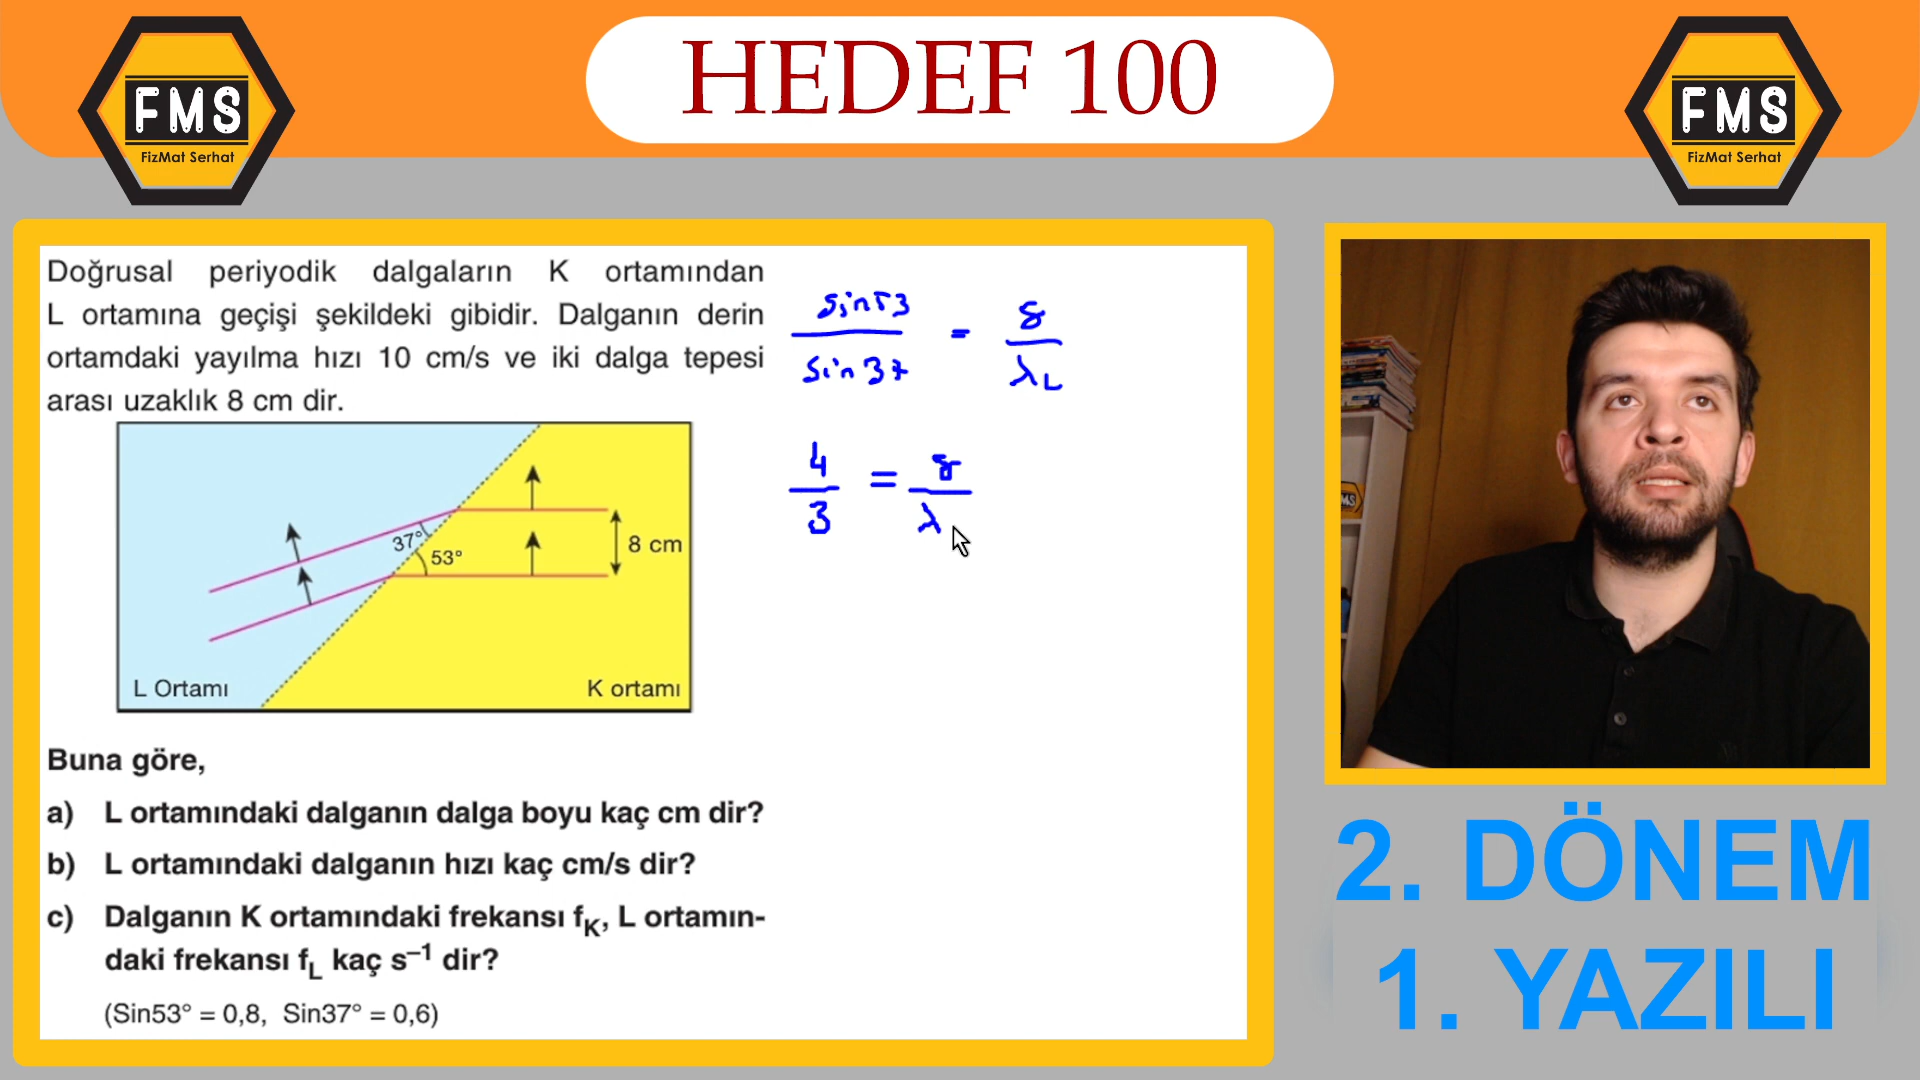 HEDEF 100
FMS
FizMat Serhat
FMS
FizMat Serhat
Doğrusal periyodik dalgaların K ortamından
L ortamına geçişi şekildeki gibidir. Dalganın derin
ortamdaki yayılma hızı 10 cm/s ve iki dalga tepesi
arası uzaklık 8 cm dir.
37°
53°
8 cm
L Ortamı
K ortamı
Buna göre,
a) L ortamındaki dalganın dalga boyu kaç cm dir?
b) L ortamındaki dalganın hızı kaç cm/s dir?
c) Dalganın K ortamındaki frekansı fK, L ortamın-
daki frekansı fL kaç s–1 dir?
(Sin53° = 0,8, Sin37° = 0,6)
sin53 / sin37 = 8 / λL
4 / 3 = 8 / λ
MS
2. DÖNEM
1. YAZILI